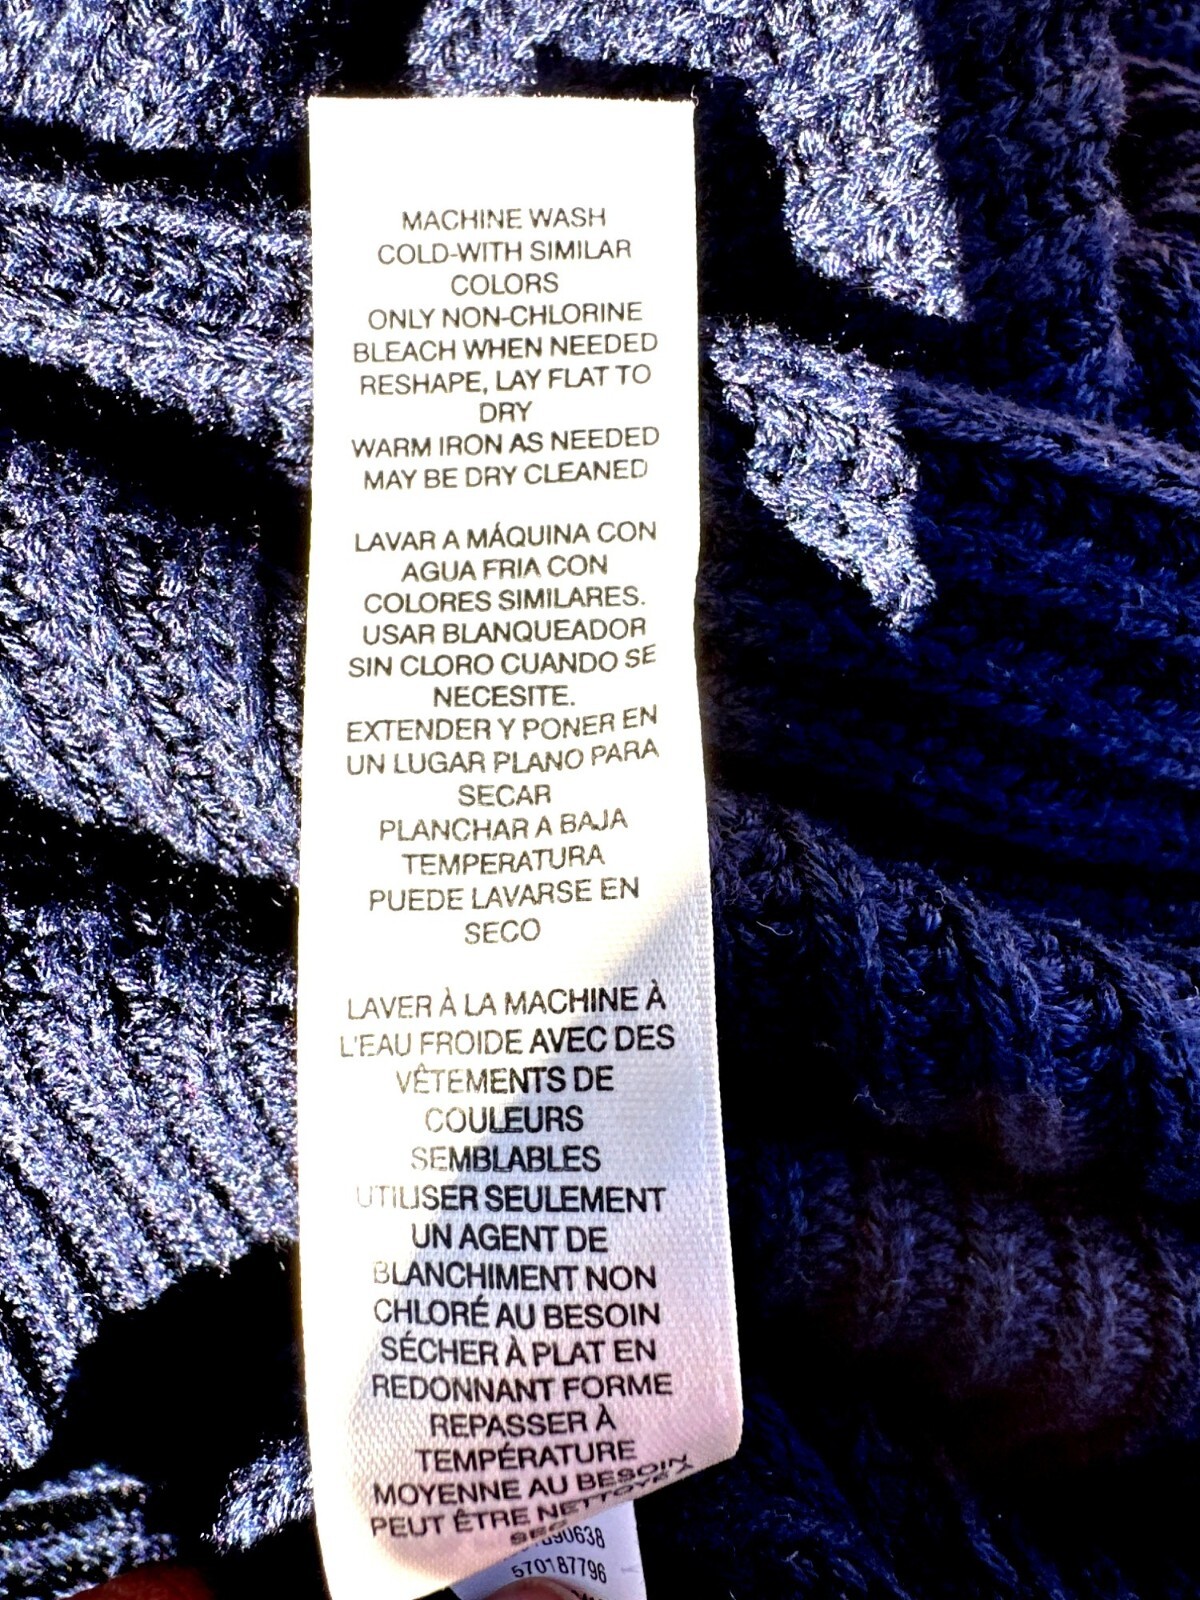 MACHINE WASH
COLD-WITH SIMILAR
COLORS
ONLY NON-CHLORINE
BLEACH WHEN NEEDED
RESHAPE, LAY FLAT TO
DRY
WARM IRON AS NEEDED
MAY BE DRY CLEANED
LAVAR A MÁQUINA CON
AGUA FRIA CON
COLORES SIMILARES.
USAR BLANQUEADOR
SIN CLORO CUANDO SE
NECESITE.
EXTENDER Y PONER EN
UN LUGAR PLANO PARA
SECAR
PLANCHAR A BAJA
TEMPERATURA
PUEDE LAVARSE EN
SECO
LAVER À LA MACHINE À
L'EAU FROIDE AVEC DES
VÊTEMENTS DE
COULEURS
SEMBLABLES
UTILISER SEULEMENT
UN AGENT DE
BLANCHIMENT NON
CHLORÉ AU BESOIN
SÉCHER À PLAT EN
REDONNANT FORME
REPASSER À
TEMPÉRATURE
MOYENNE AU BESOIN
PEUT ÊTRE NETTOYÉ À
570187796